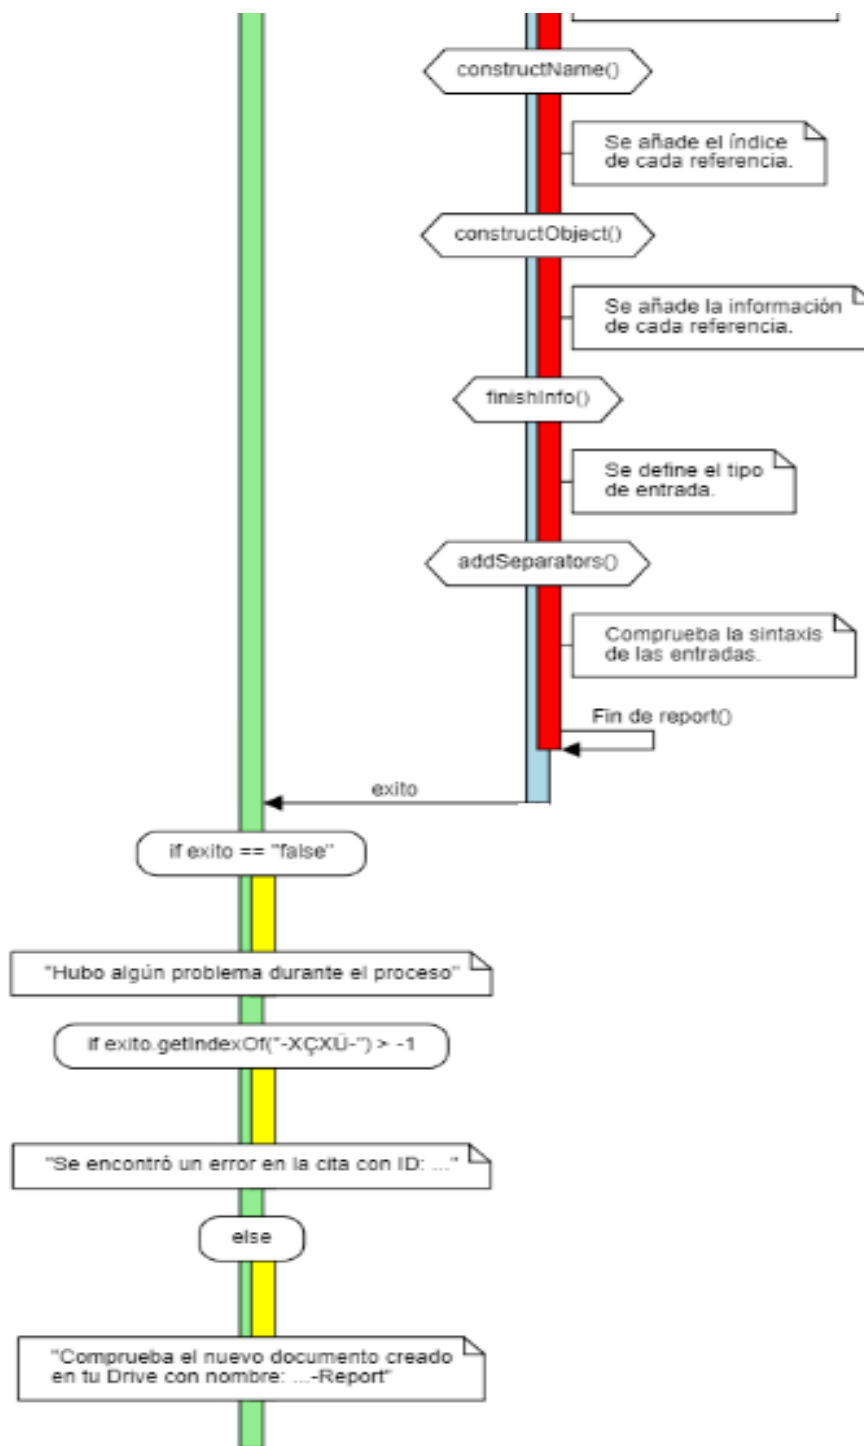 constructName()
Se añade el índice
de cada referencia.
constructObject()
Se añade la información
de cada referencia.
finishInfo()
Se define el tipo
de entrada.
addSeparators()
Comprueba la sintaxis
de las entradas.
Fin de report()
exito
if exito == "false"
"Hubo algún problema durante el proceso"
if exito.getIndexOf("-XÇXÜ-") > -1
"Se encontró un error en la cita con ID: ..."
else
"Comprueba el nuevo documento creado
en tu Drive con nombre: ...-Report"